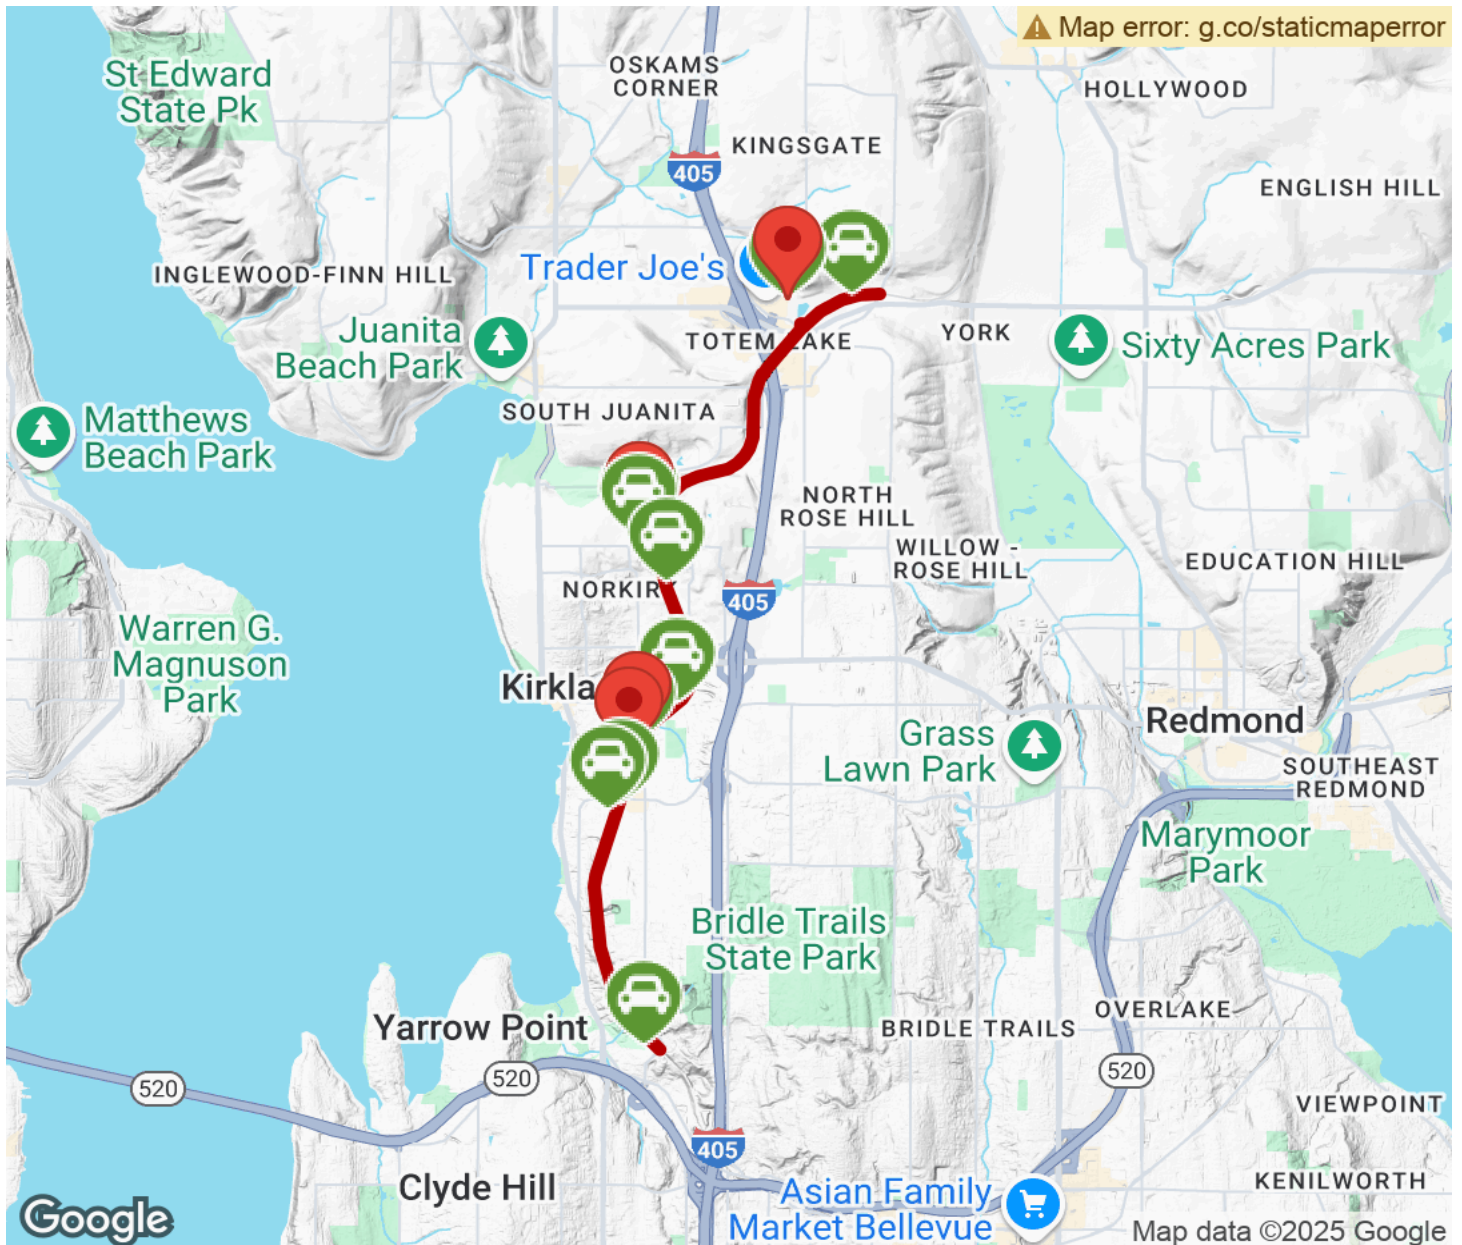 Map error: g.co/staticmaperror
St Edward
State Pk
OSKAMS
CORNER
HOLLYWOOD
KINGSGATE
405
ENGLISH HILL
INGLEWOOD-FINN HILL
Trader Joe's
Juanita
Beach Park
TOTEM LAKE
YORK
Sixty Acres Park
Matthews
Beach Park
SOUTH JUANITA
NORTH
ROSE HILL
WILLOW -
ROSE HILL
EDUCATION HILL
NORKIR
405
Warren G.
Magnuson
Park
Kirkla
Redmond
Grass
Lawn Park
SOUTHEAST
REDMOND
Marymoor
Park
Bridle Trails
State Park
Yarrow Point
BRIDLE TRAILS
OVERLAKE
520
520
520
VIEWPOINT
405
Clyde Hill
Asian Family
Market Bellevue
KENILWORTH
Google
Map data ©2025 Google